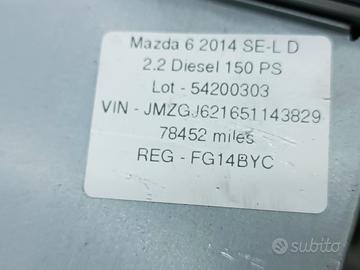 Mazda 6 2014 SE-L D
2.2 Diesel 150 PS
Lot - 54200303
VIN - JMZGJ621651143829
78452 miles
REG - FG14BYC
subito